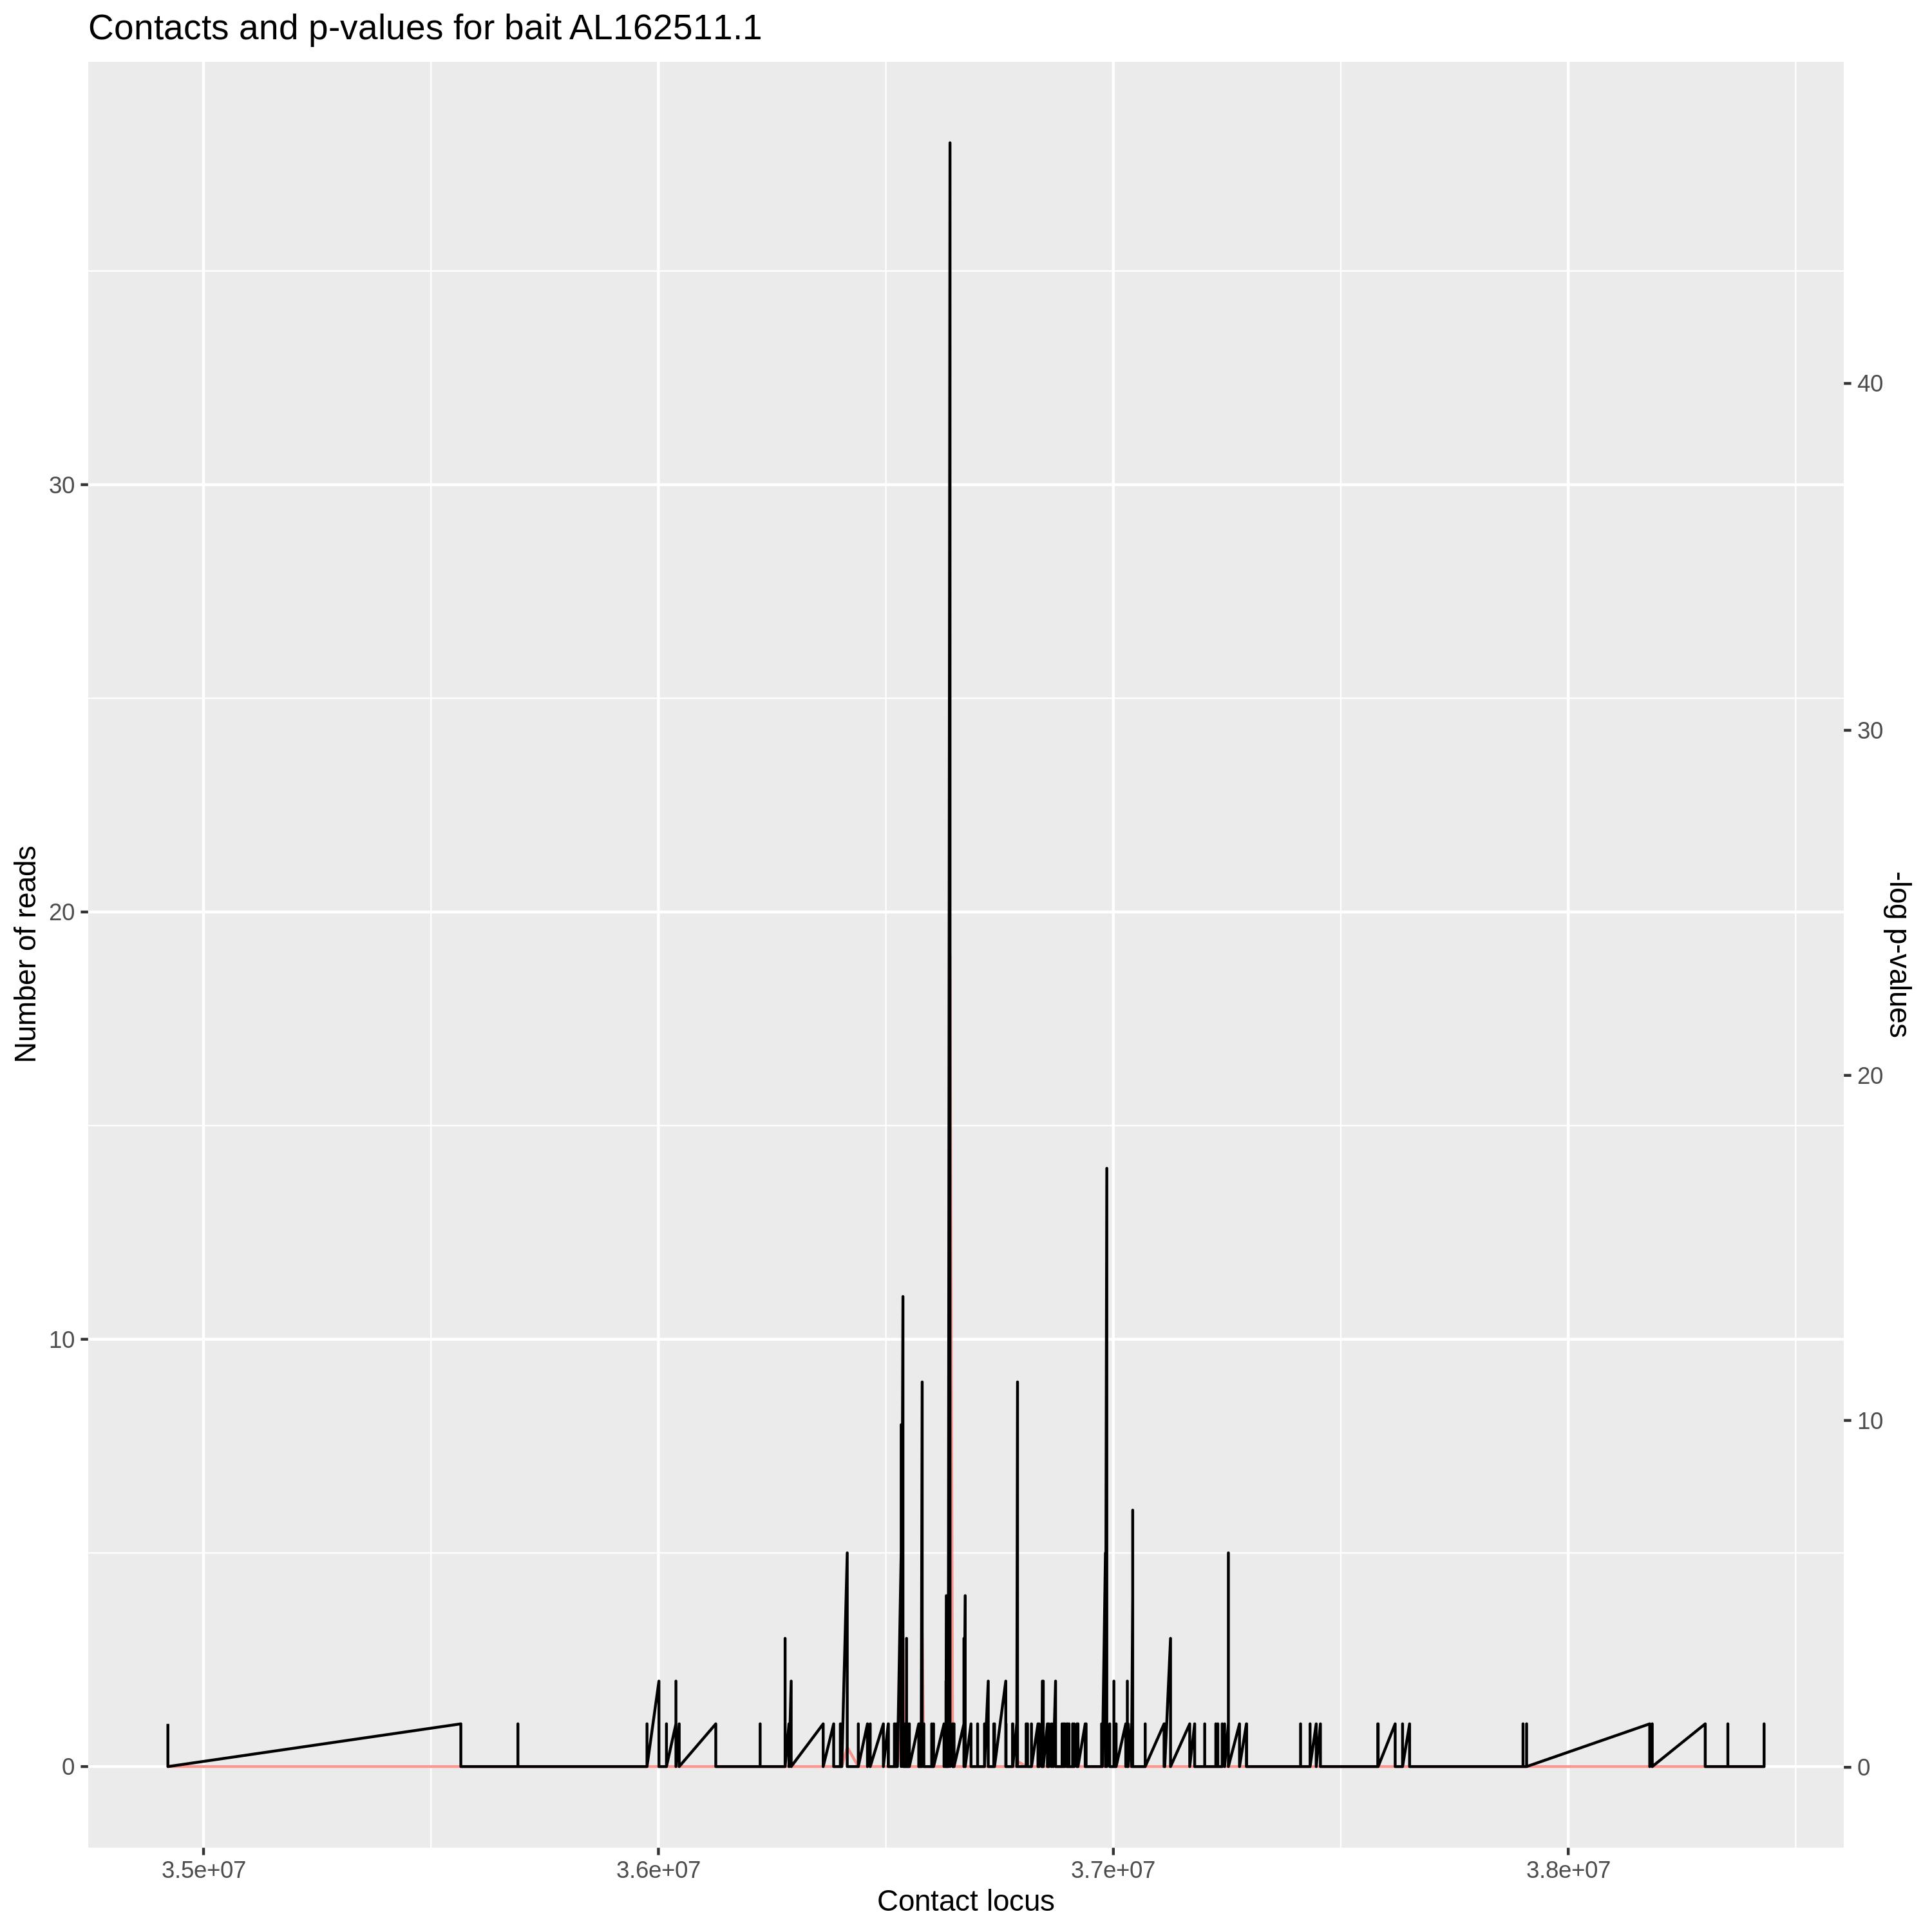 Contacts and p-values for bait AL162511.1
Number of reads
30
20
10
0
40
30
20
10
0
-log p-values
3.5e+07 3.6e+07 3.7e+07 3.8e+07
Contact locus